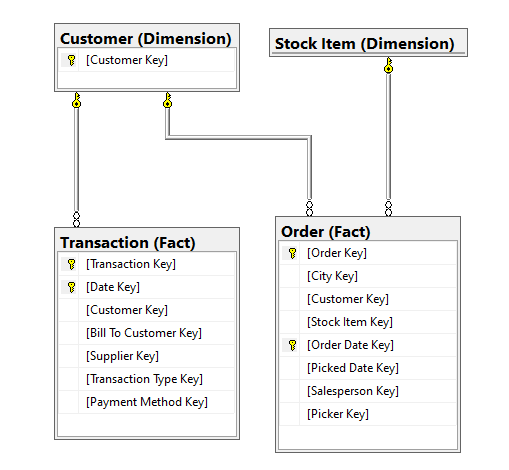 Customer (Dimension)
[Customer Key]
Stock Item (Dimension)
Transaction (Fact)
[Transaction Key]
[Date Key]
[Customer Key]
[Bill To Customer Key]
[Supplier Key]
[Transaction Type Key]
[Payment Method Key]
Order (Fact)
[Order Key]
[City Key]
[Customer Key]
[Stock Item Key]
[Order Date Key]
[Picked Date Key]
[Salesperson Key]
[Picker Key]